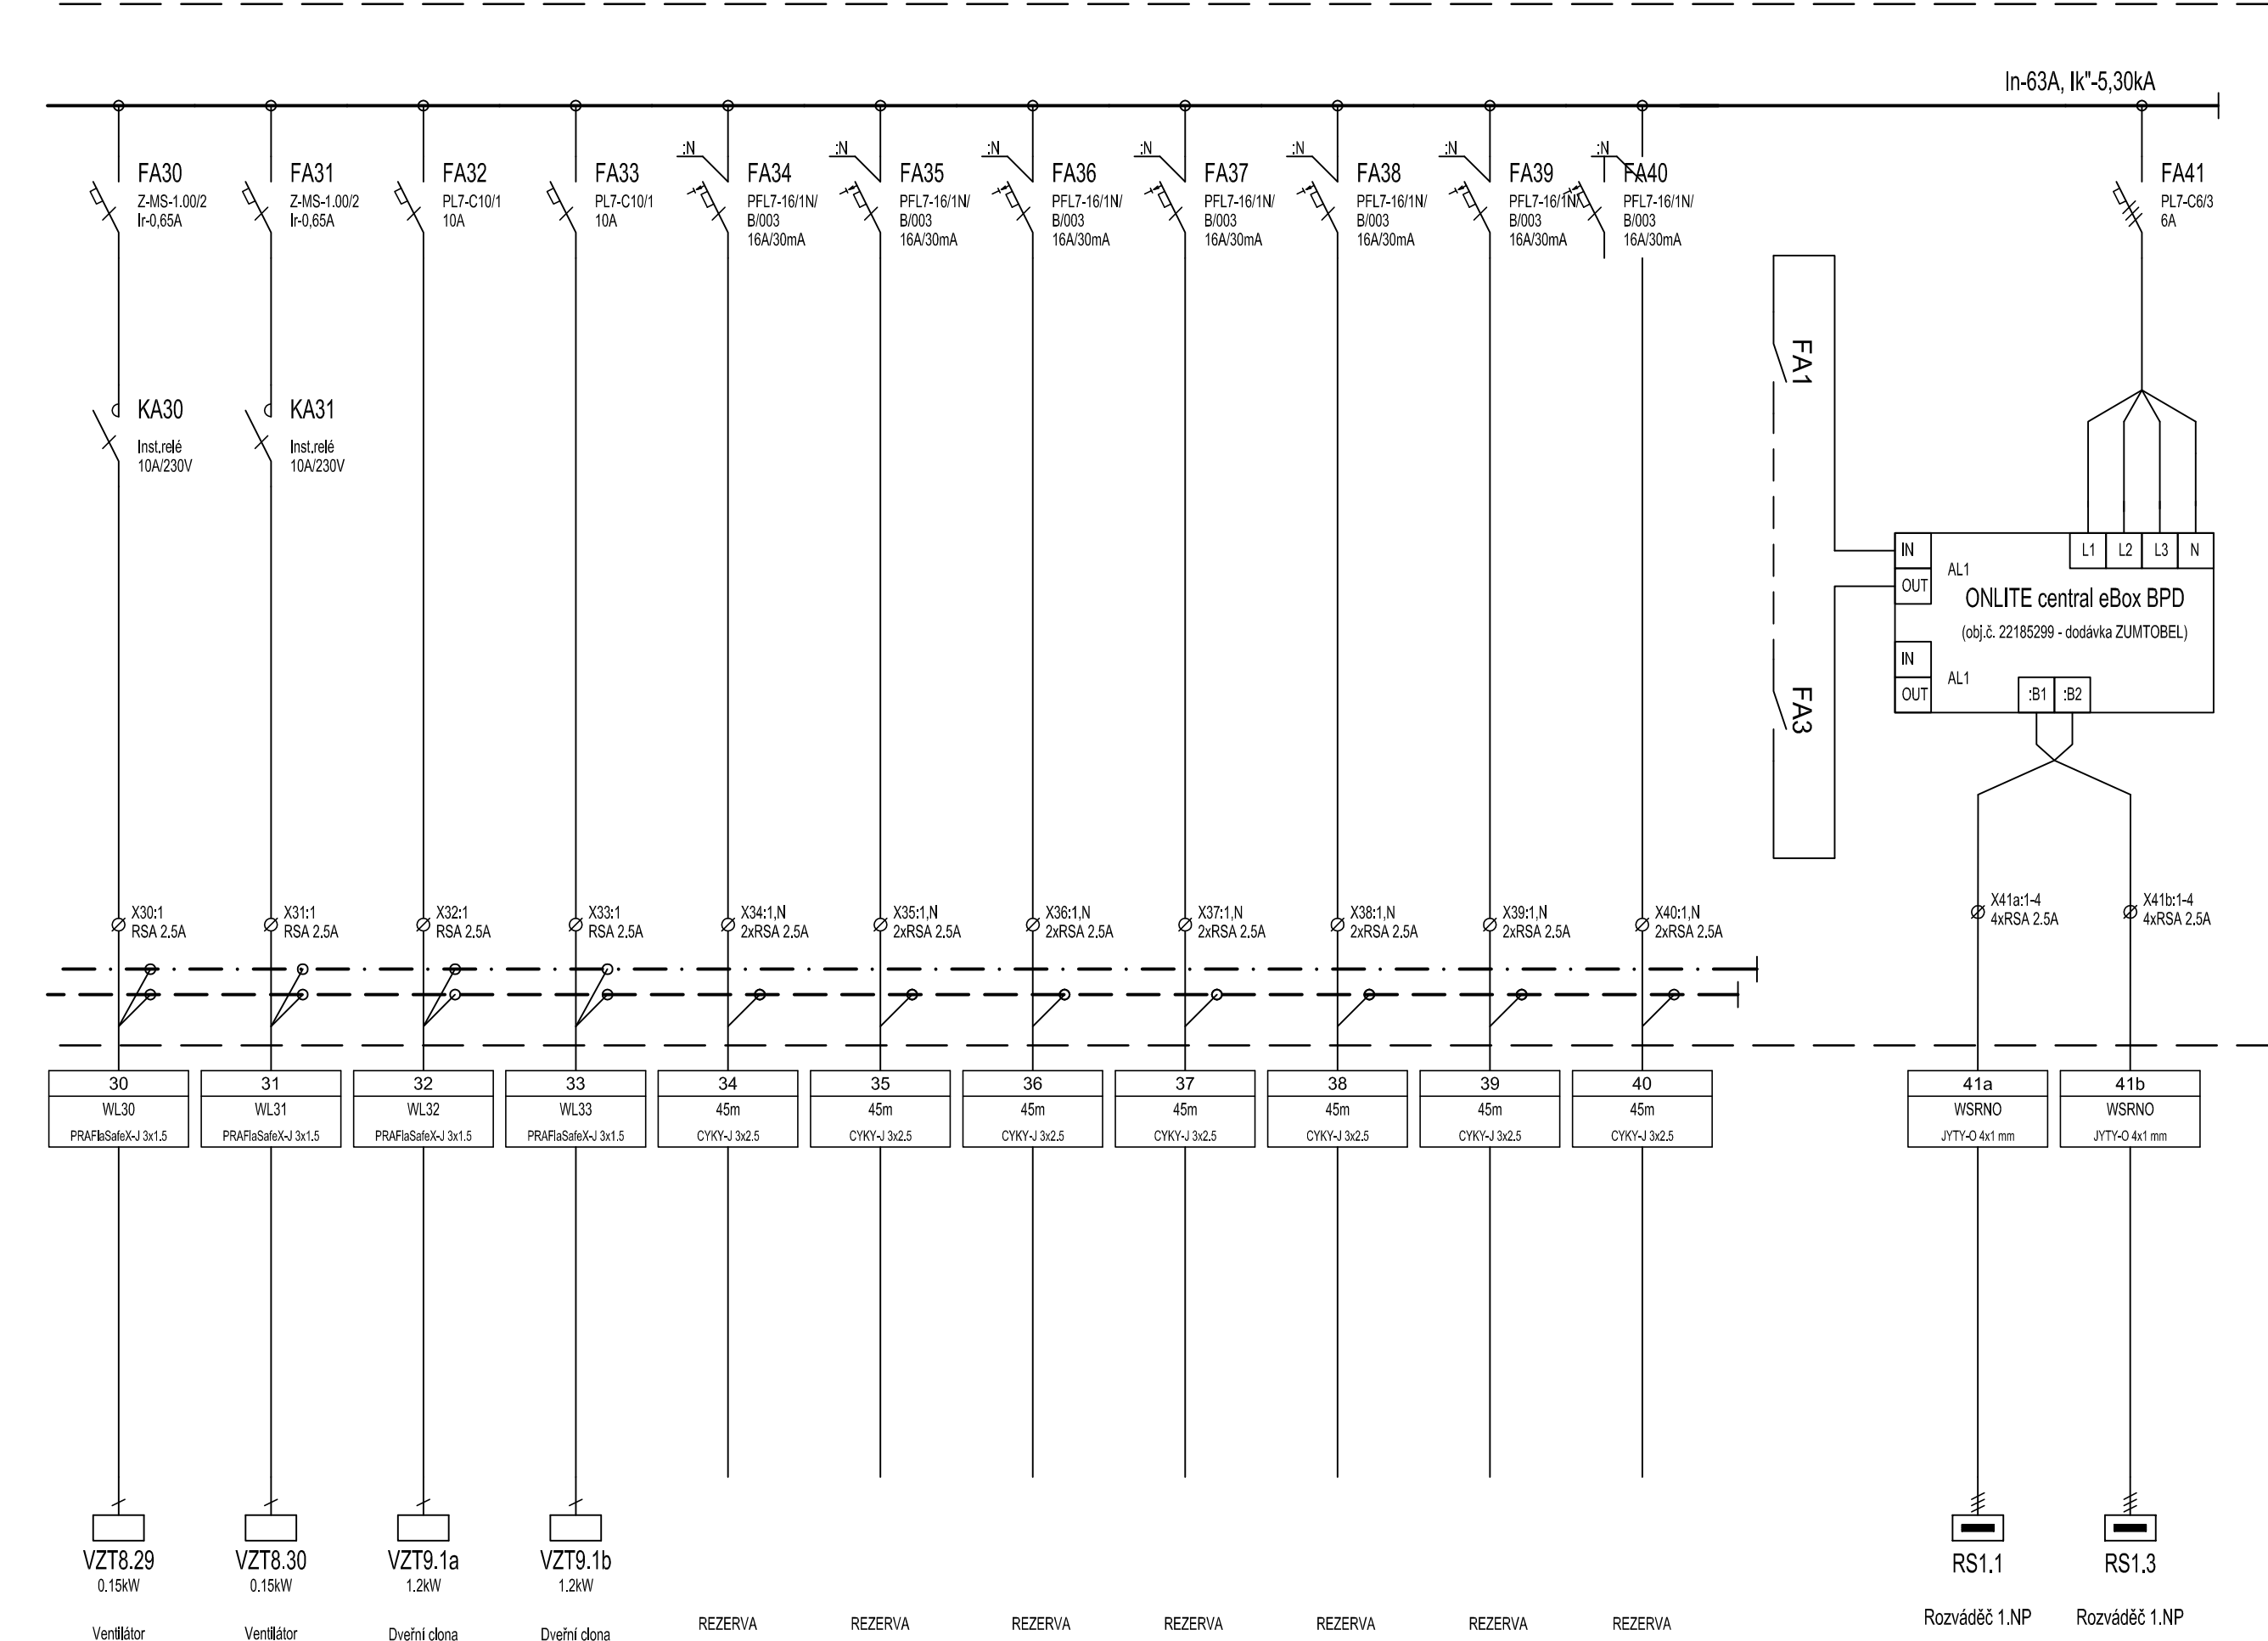 In-63A, Ik"-5,30kA
:N
:N
:N
:N
:N
:N
:N
FA30
Z-MS-1.00/2
Ir-0,65A
FA31
Z-MS-1.00/2
Ir-0,65A
FA32
PL7-C10/1
10A
FA33
PL7-C10/1
10A
FA34
PFL7-16/1N/
B/003
16A/30mA
FA35
PFL7-16/1N/
B/003
16A/30mA
FA36
PFL7-16/1N/
B/003
16A/30mA
FA37
PFL7-16/1N/
B/003
16A/30mA
FA38
PFL7-16/1N/
B/003
16A/30mA
FA39
PFL7-16/1N/
B/003
16A/30mA
FA40
PFL7-16/1N/
B/003
16A/30mA
FA41
PL7-C6/3
6A
KA30
Inst.relé
10A/230V
KA31
Inst.relé
10A/230V
FA1
FA3
L1
L2
L3
N
IN
OUT
AL1
ONLITE central eBox BPD
(obj.č. 22185299 - dodávka ZUMTOBEL)
IN
OUT
AL1
:B1
:B2
X30:1
RSA 2.5A
X31:1
RSA 2.5A
X32:1
RSA 2.5A
X33:1
RSA 2.5A
X34:1,N
2xRSA 2.5A
X35:1,N
2xRSA 2.5A
X36:1,N
2xRSA 2.5A
X37:1,N
2xRSA 2.5A
X38:1,N
2xRSA 2.5A
X39:1,N
2xRSA 2.5A
X40:1,N
2xRSA 2.5A
X41a:1-4
4xRSA 2.5A
X41b:1-4
4xRSA 2.5A
30
WL30
PRAFlaSafeX-J 3x1.5
31
WL31
PRAFlaSafeX-J 3x1.5
32
WL32
PRAFlaSafeX-J 3x1.5
33
WL33
PRAFlaSafeX-J 3x1.5
34
45m
CYKY-J 3x2.5
35
45m
CYKY-J 3x2.5
36
45m
CYKY-J 3x2.5
37
45m
CYKY-J 3x2.5
38
45m
CYKY-J 3x2.5
39
45m
CYKY-J 3x2.5
40
45m
CYKY-J 3x2.5
41a
WSRNO
JYTY-O 4x1 mm
41b
WSRNO
JYTY-O 4x1 mm
VZT8.29
0.15kW
Ventilátor
VZT8.30
0.15kW
Ventilátor
VZT9.1a
1.2kW
Dveřní clona
VZT9.1b
1.2kW
Dveřní clona
REZERVA
REZERVA
REZERVA
REZERVA
REZERVA
REZERVA
REZERVA
RS1.1
Rozváděč 1.NP
RS1.3
Rozváděč 1.NP